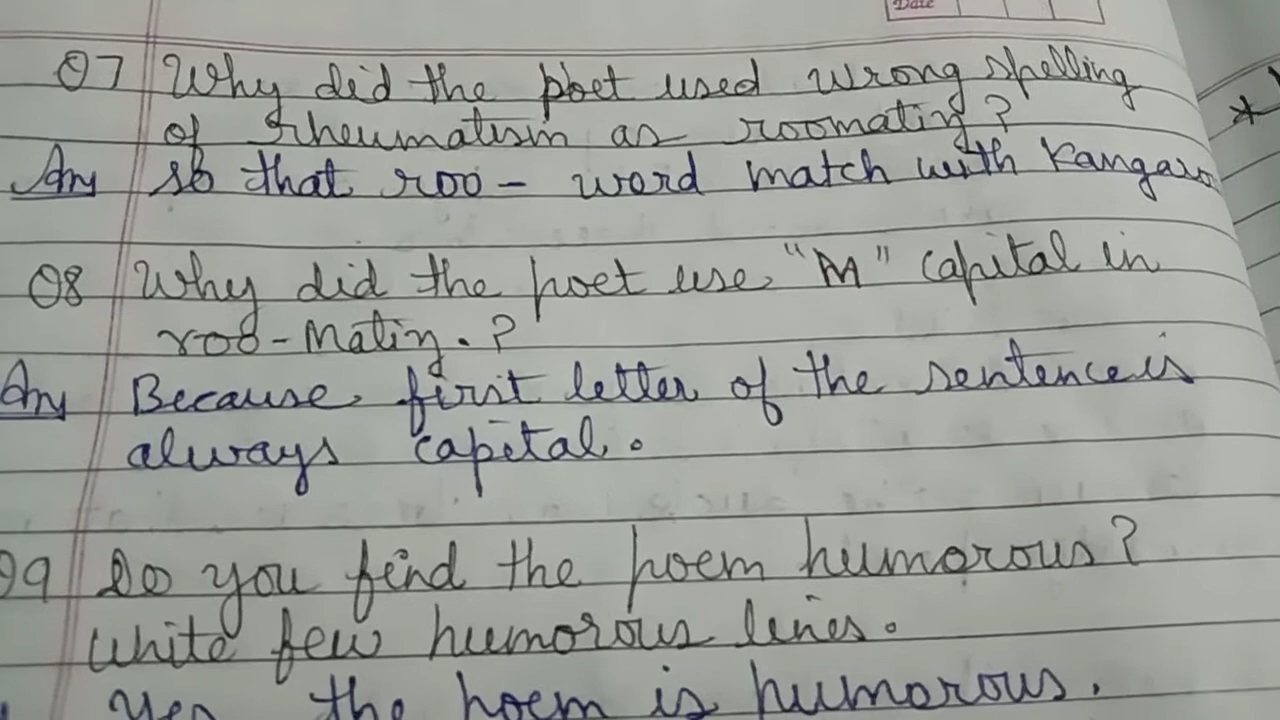 Date
Q7 Why did the poet used wrong spelling
of rheumatism as roomatiz?
Ans so that roo - word match with Kangaroo
Q8 Why did the poet use "M" capital in
roo-Matiz.?
Ans Because first letter of the sentence is
always capital.
Q9 Do you find the poem humorous?
write few humorous lines.
Yes the poem is humorous.